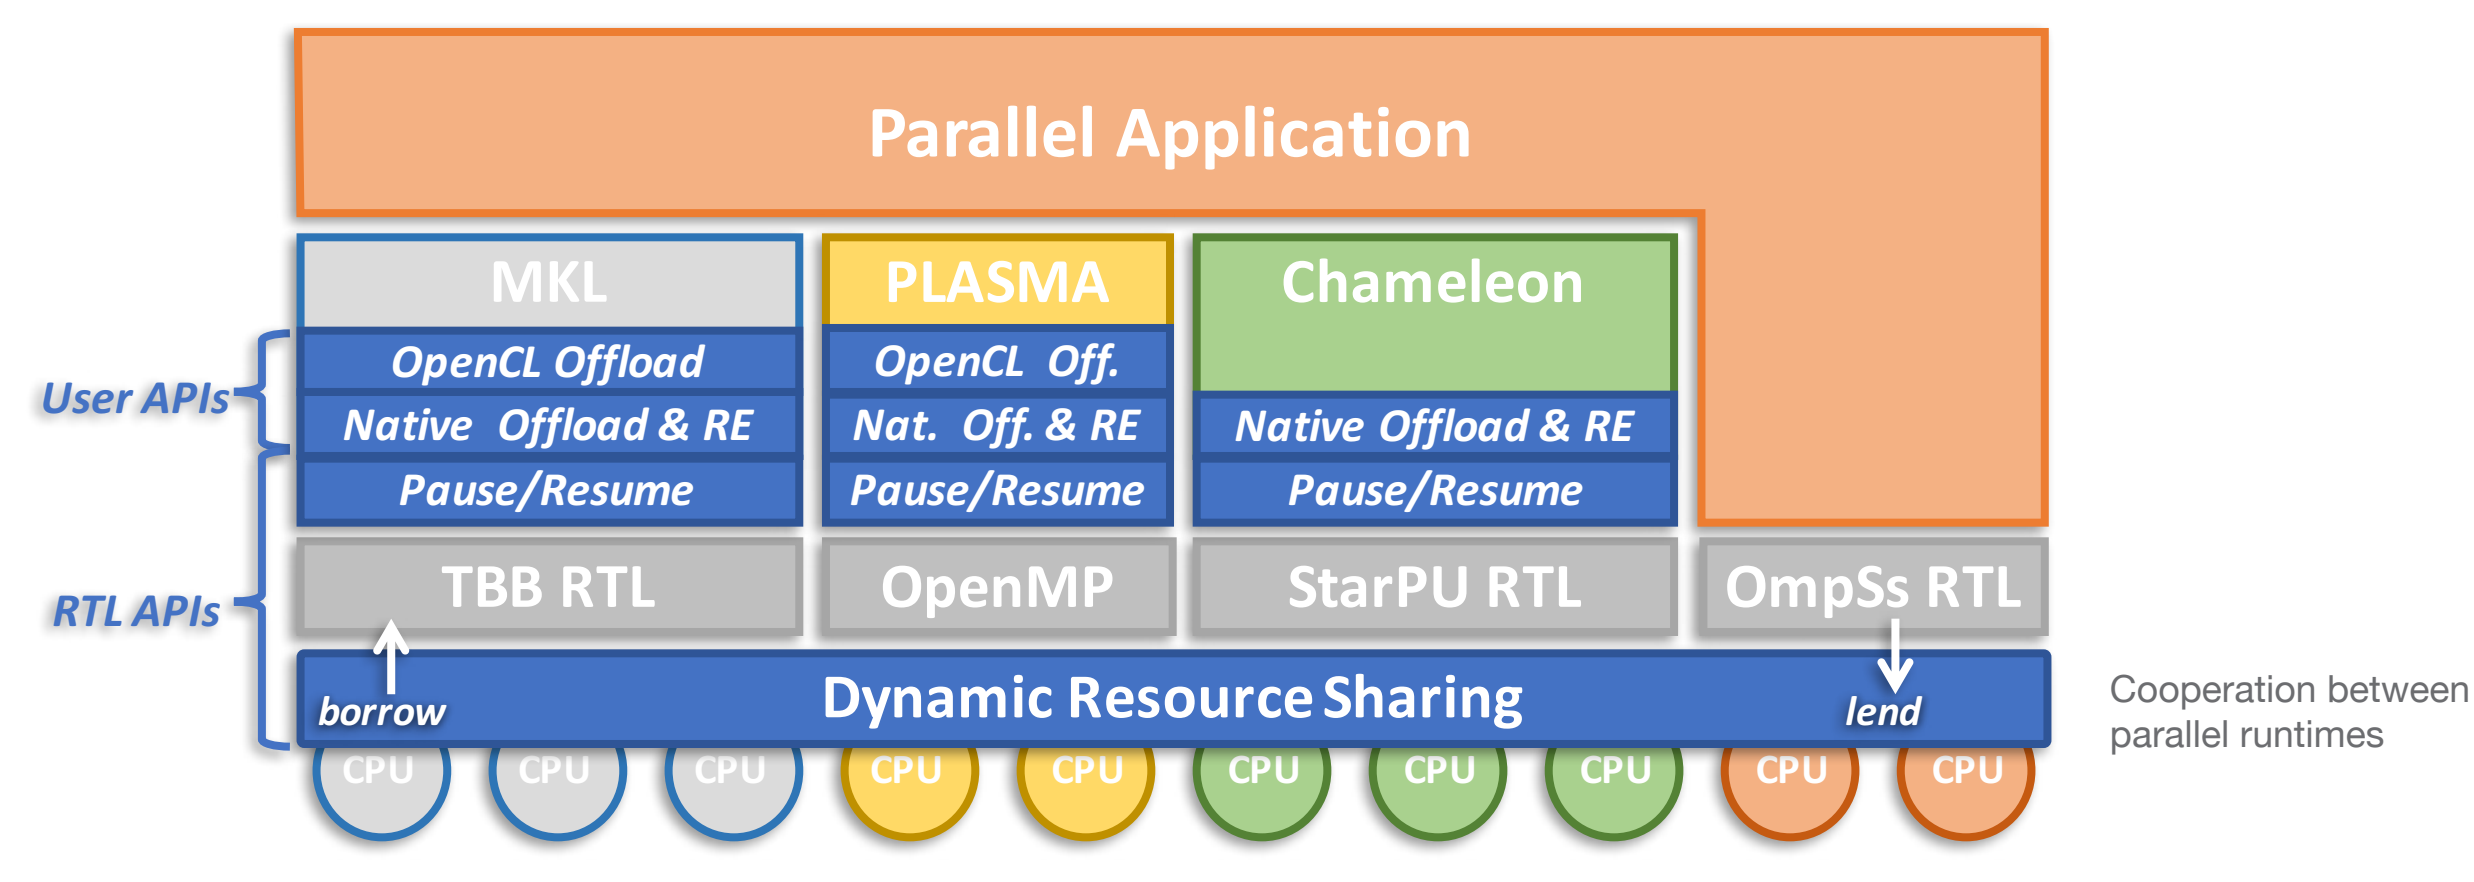 Parallel Application
MKL
PLASMA
Chameleon
OpenCL Offload
OpenCL Off.
User APIs
Native Offload & RE
Nat. Off. & RE
Native Offload & RE
Pause/Resume
Pause/Resume
Pause/Resume
RTL APIs
TBB RTL
OpenMP
StarPU RTL
OmpSs RTL
borrow
Dynamic Resource Sharing
lend
Cooperation between
parallel runtimes
CPU
CPU
CPU
CPU
CPU
CPU
CPU
CPU
CPU
CPU